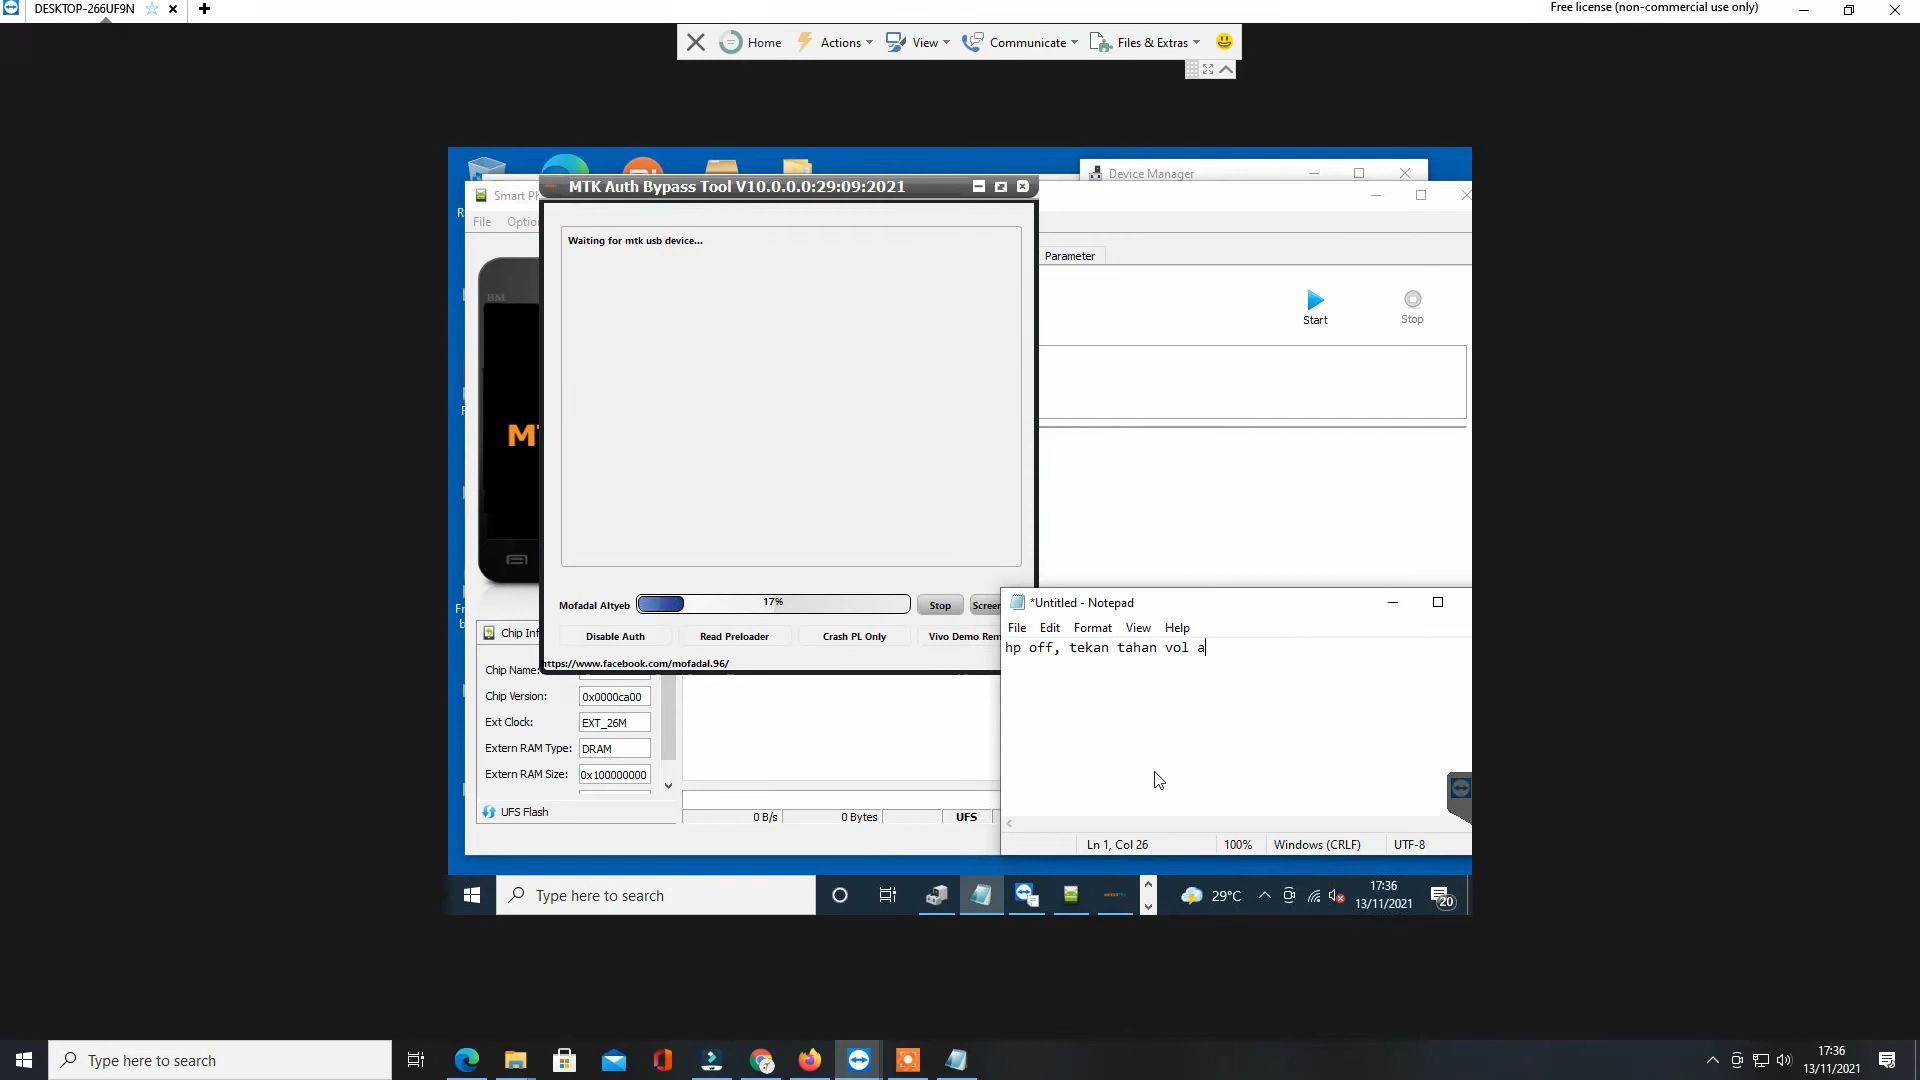 DESKTOP-266UF9N
Free license (non-commercial use only)
Home
Actions
View
Communicate
Files & Extras
Device Manager
Smart
MTK Auth Bypass Tool V10.0.0.0:29:09:2021
File
Waiting for mtk usb device...
Parameter
BM
Start
Stop
Mofadal Altyeb
17%
Stop
Disable Auth
Read Preloader
Crash PL Only
Vivo Demo
https://www.facebook.com/mofadal.96/
*Untitled - Notepad
File
Edit
Format
View
Help
hp off, tekan tahan vol a
Chip
Chip Name:
Chip Version:
0x0000ca00
Ext Clock:
EXT_26M
Extern RAM Type:
DRAM
Extern RAM Size:
0x100000000
UFS Flash
0 B/s
0 Bytes
UFS
Ln 1, Col 26
100%
Windows (CRLF)
UTF-8
Type here to search
29°C
17:36
13/11/2021
20
Type here to search
17:36
13/11/2021